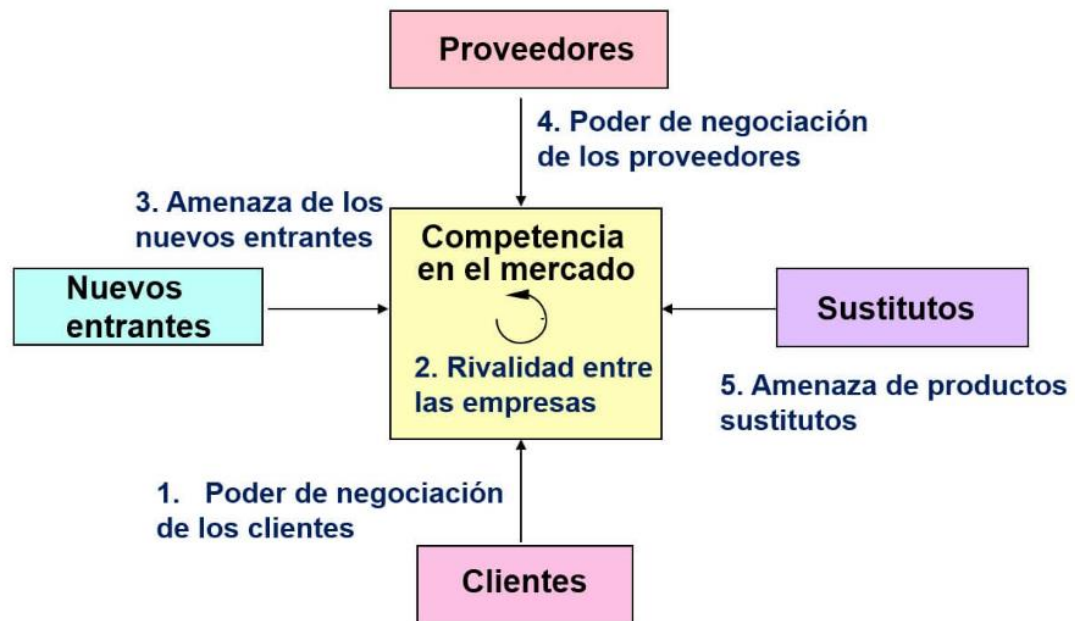 Proveedores
4. Poder de negociación
de los proveedores
3. Amenaza de los
nuevos entrantes
Competencia
en el mercado
Nuevos
entrantes
Sustitutos
2. Rivalidad entre
las empresas
5. Amenaza de productos
sustitutos
1. Poder de negociación
de los clientes
Clientes